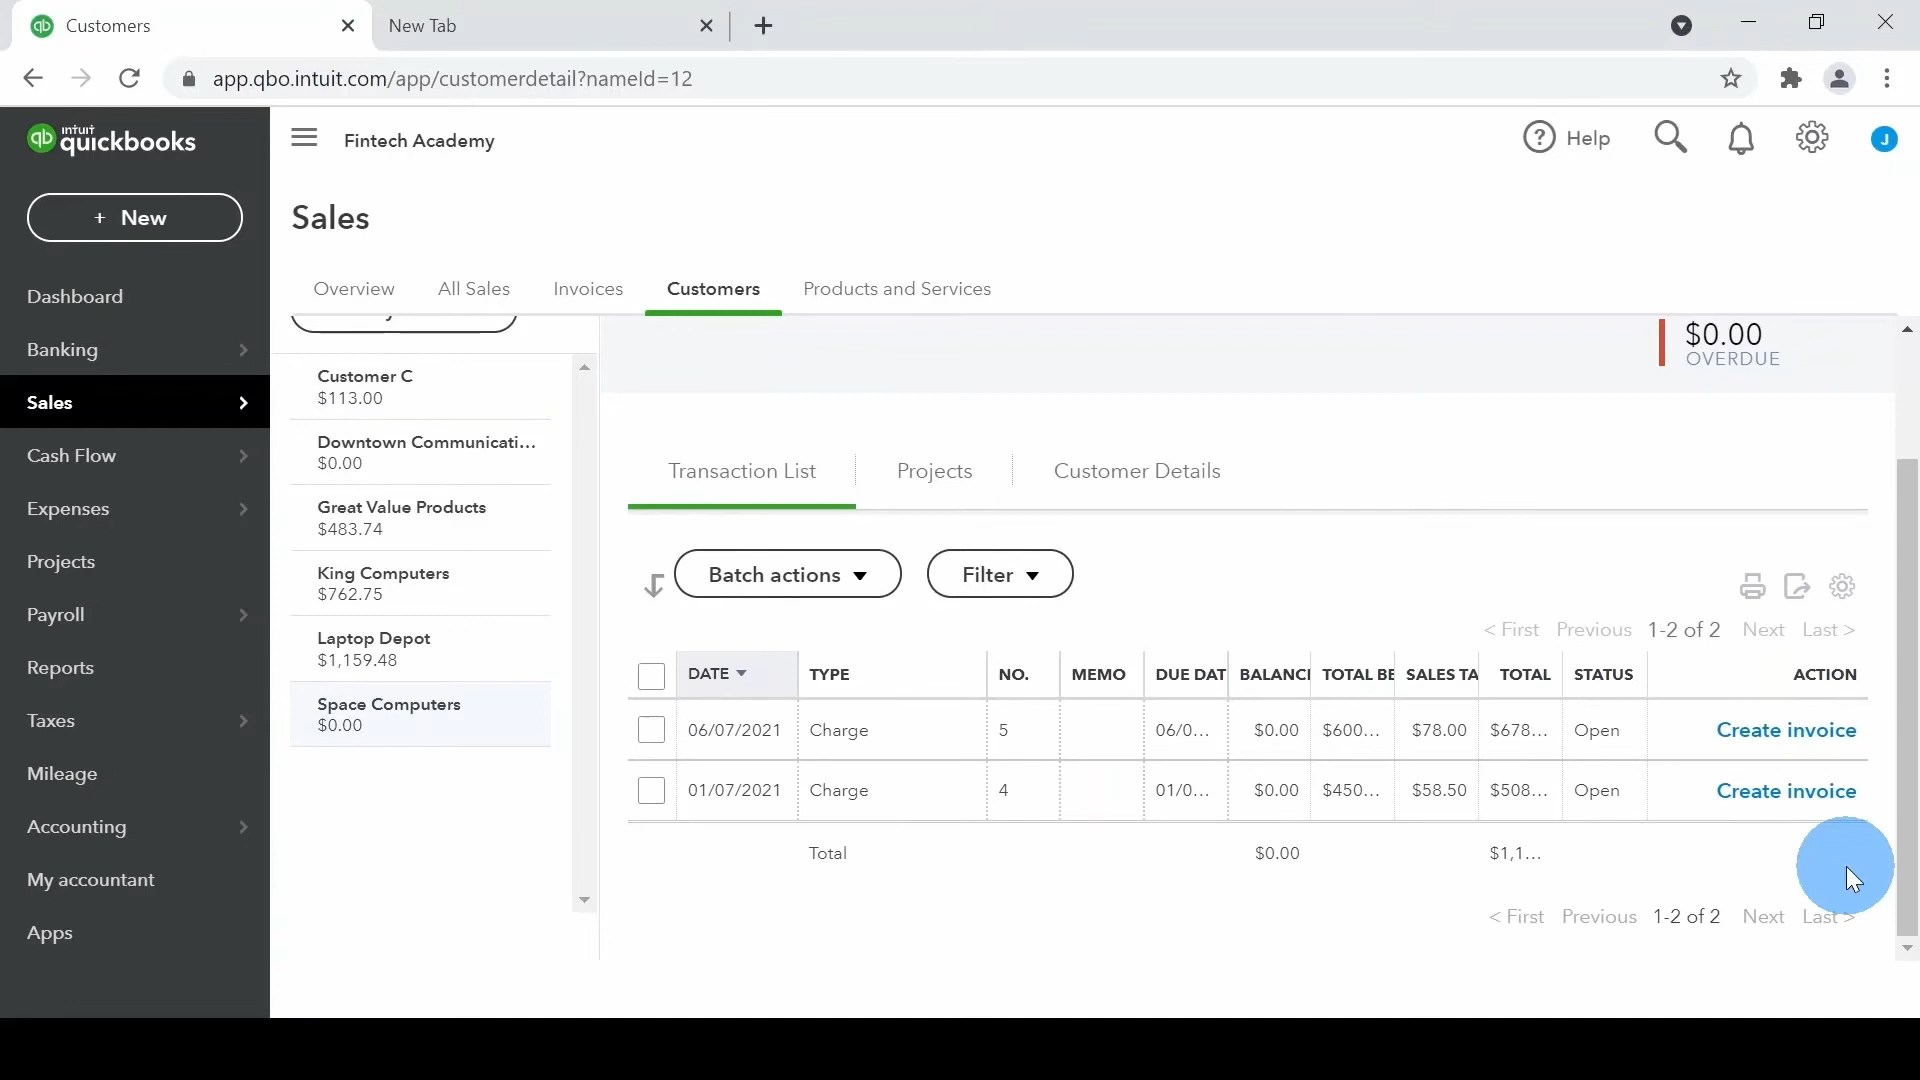 Customers
New Tab
app.qbo.intuit.com/app/customerdetail?nameId=12
intuit quickbooks
Fintech Academy
Help
J
+ New
Sales
Overview
All Sales
Invoices
Customers
Products and Services
Dashboard
Banking
Sales
Cash Flow
Expenses
Projects
Payroll
Reports
Taxes
Mileage
Accounting
My accountant
Apps
Customer C
$113.00
Downtown Communicati...
$0.00
Great Value Products
$483.74
King Computers
$762.75
Laptop Depot
$1,159.48
Space Computers
$0.00
$0.00
OVERDUE
Transaction List
Projects
Customer Details
Batch actions
Filter
< First Previous 1-2 of 2 Next Last >
DATE TYPE NO. MEMO DUE DAT BALANCI TOTAL BE SALES TA TOTAL STATUS ACTION
06/07/2021 Charge 5 06/0... $0.00 $600... $78.00 $678... Open Create invoice
01/07/2021 Charge 4 01/0... $0.00 $450... $58.50 $508... Open Create invoice
Total $0.00 $1,1...
< First Previous 1-2 of 2 Next Last >